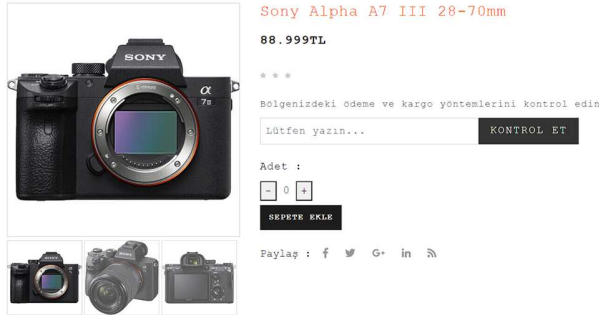 Sony Alpha A7 III 28-70mm
88.999TL
Bölgenizdeki ödeme ve kargo yöntemlerini kontrol edin
Lütfen yazın...
KONTROL ET
Adet :
- 0 +
SEPETE EKLE
Paylaş : f G+ in
SONY
α
7III